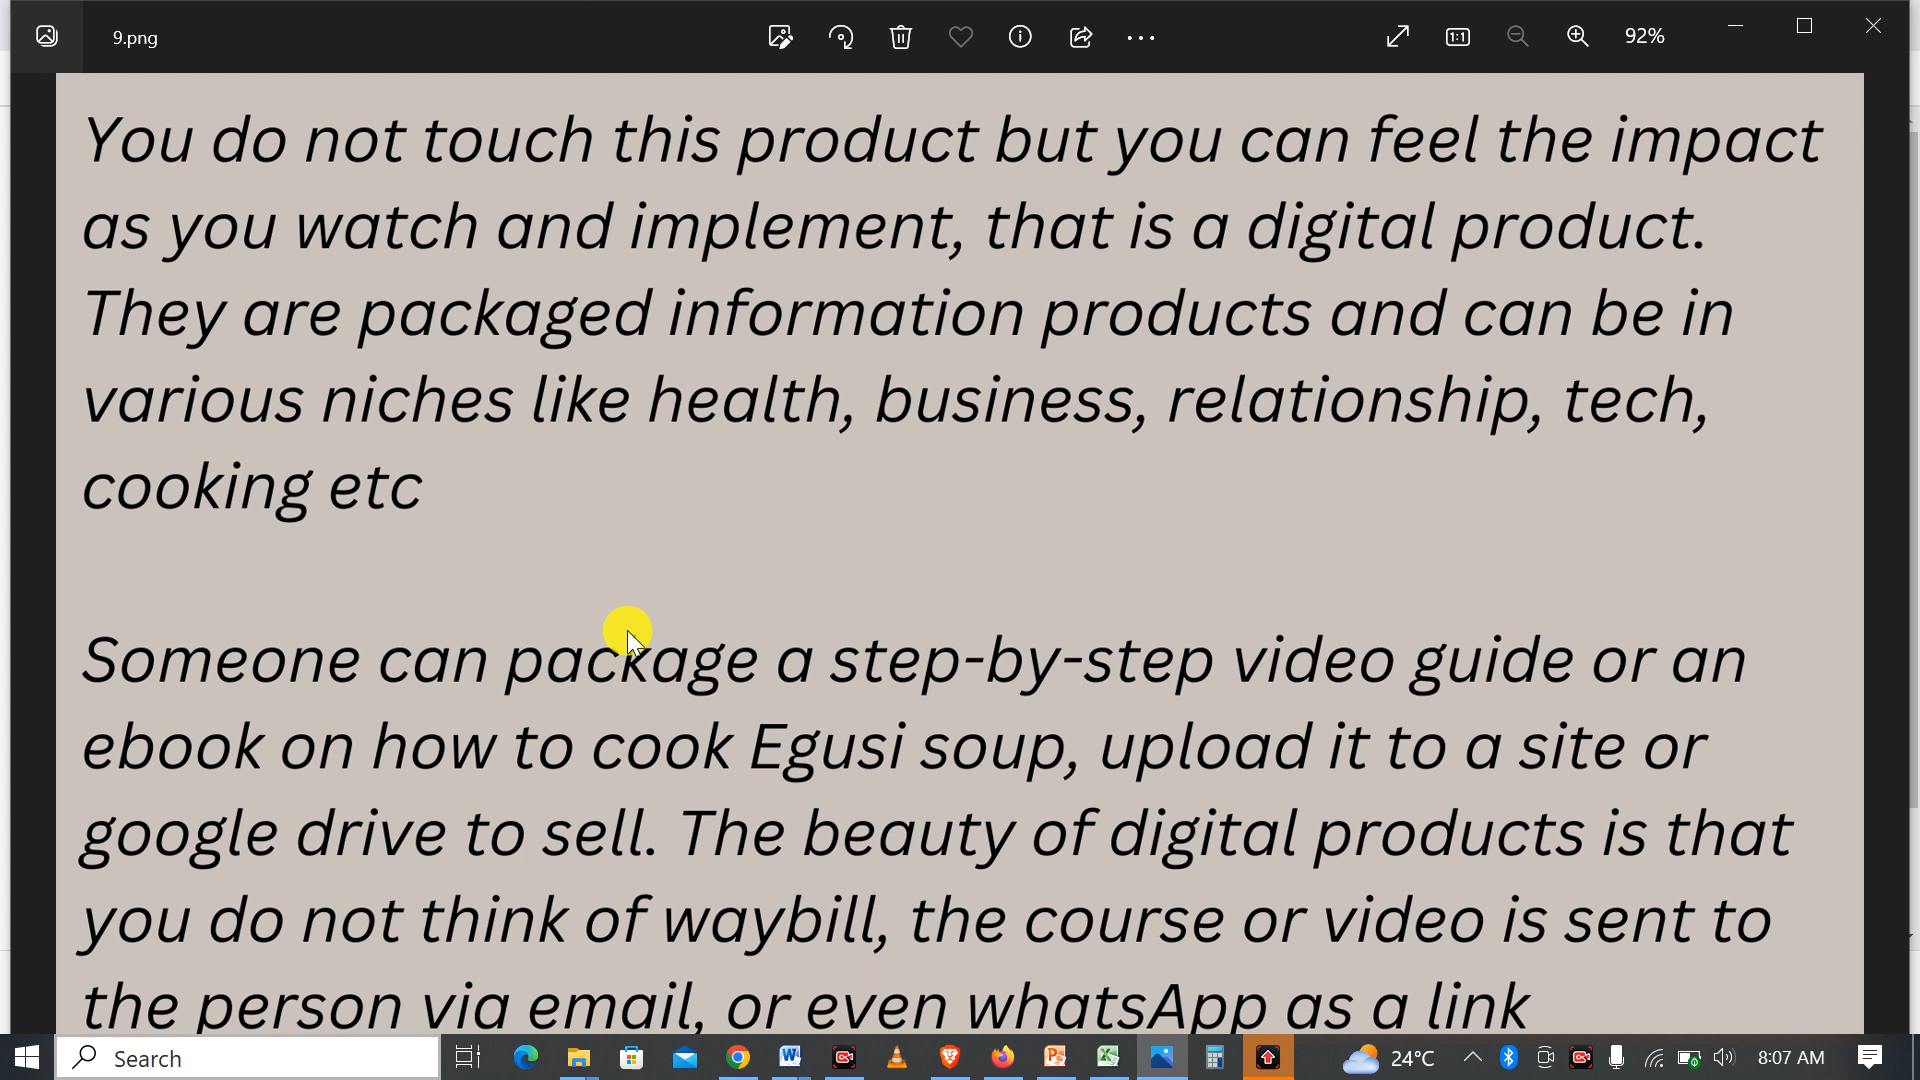 9.png
92%
You do not touch this product but you can feel the impact
as you watch and implement, that is a digital product.
They are packaged information products and can be in
various niches like health, business, relationship, tech,
cooking etc
Someone can package a step-by-step video guide or an
ebook on how to cook Egusi soup, upload it to a site or
google drive to sell. The beauty of digital products is that
you do not think of waybill, the course or video is sent to
the person via email, or even whatsApp as a link
Search
24°C
8:07 AM